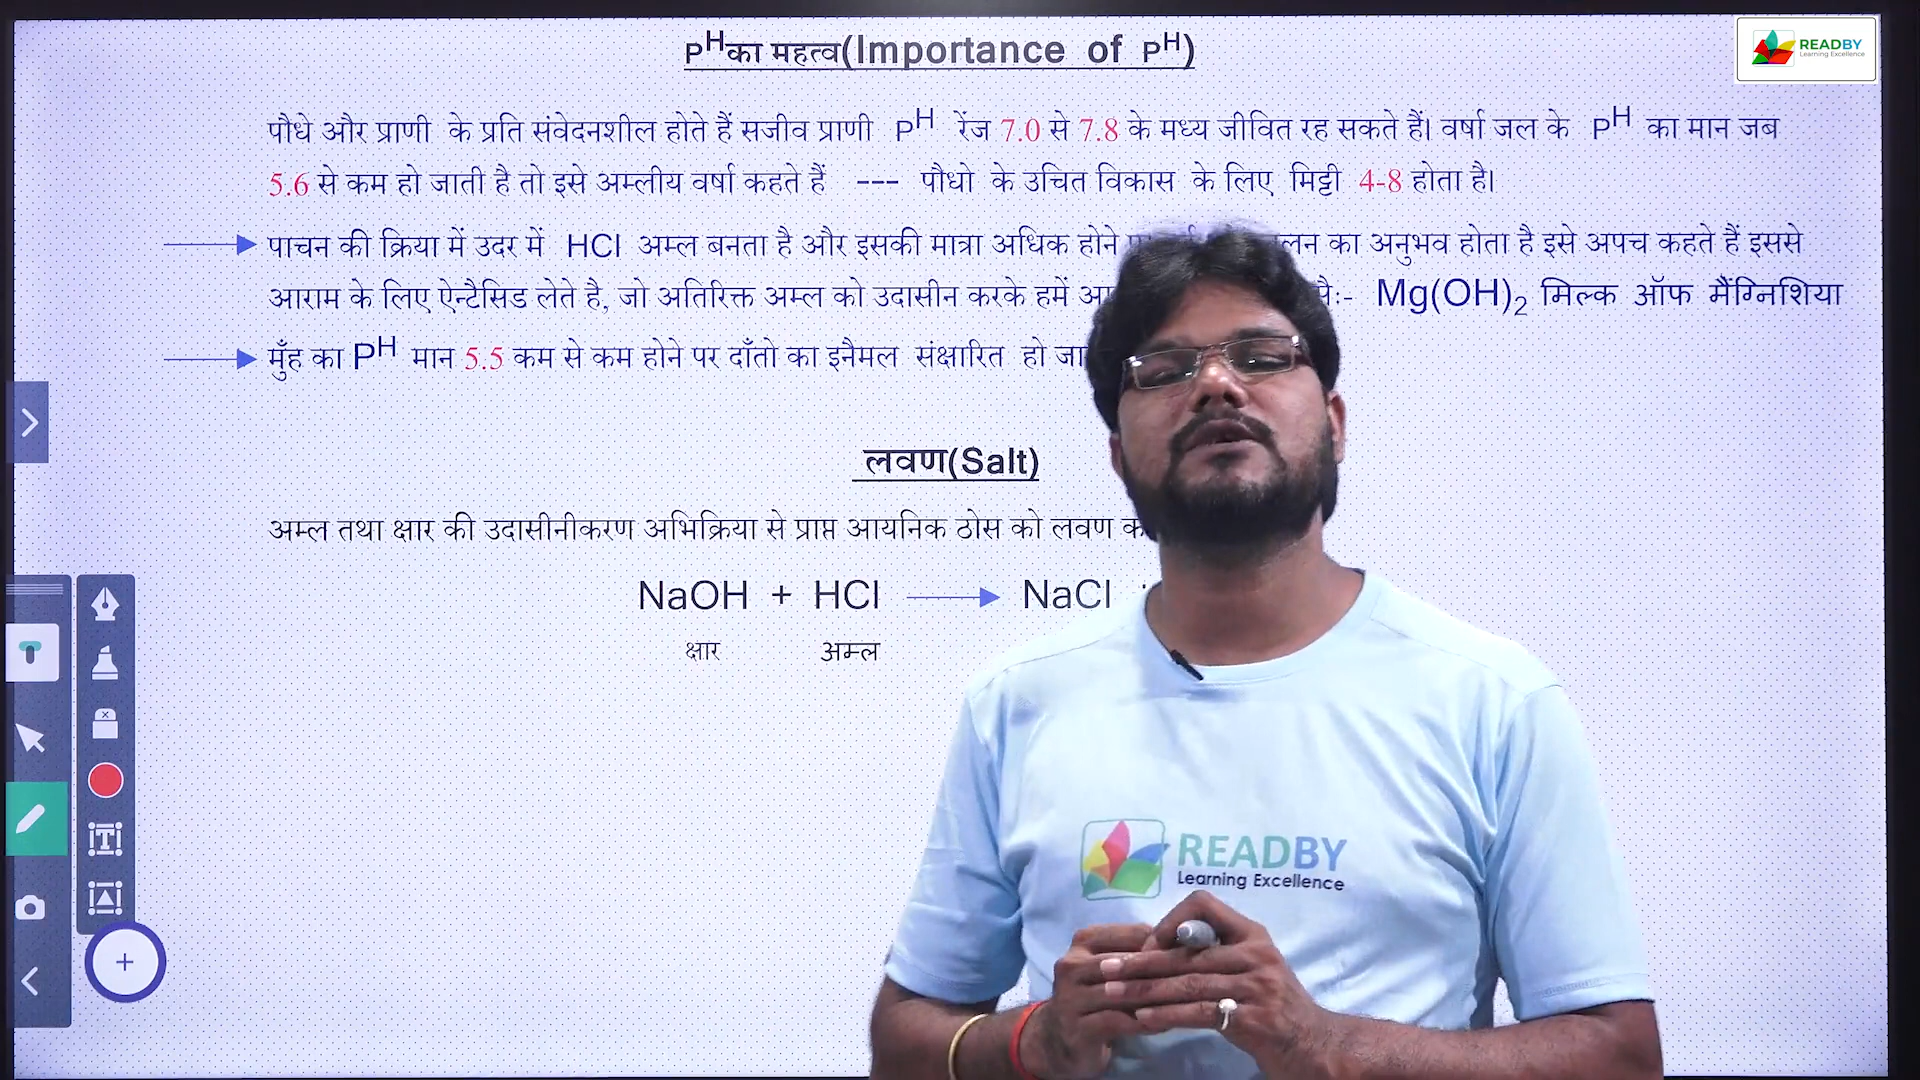 Pᴴका महत्व(Importance of Pᴴ)
READBY
Learning Excellence
पौधे और प्राणी के प्रति संवेदनशील होते हैं सजीव प्राणी Pᴴ रेंज 7.0 से 7.8 के मध्य जीवित रह सकते हैं। वर्षा जल के Pᴴ का मान जब
5.6 से कम हो जाती है तो इसे अम्लीय वर्षा कहते हैं --- पौधो के उचित विकास के लिए मिट्टी 4-8 होता है।
पाचन की क्रिया में उदर में HCl अम्ल बनता है और इसकी मात्रा अधिक होने का अनुभव होता है इसे अपच कहते हैं इससे
आराम के लिए ऐन्टैसिड लेते है, जो अतिरिक्त अम्ल को उदासीन करके हमें Mg(OH)₂ मिल्क ऑफ मैंग्निशिया
मुँह का Pᴴ मान 5.5 कम से कम होने पर दाँतो का इनैमल संक्षारित हो
लवण(Salt)
अम्ल तथा क्षार की उदासीनीकरण अभिक्रिया से प्राप्त आयनिक ठोस को लवण
NaOH + HCl → NaCl
क्षार अम्ल
READBY
Learning Excellence